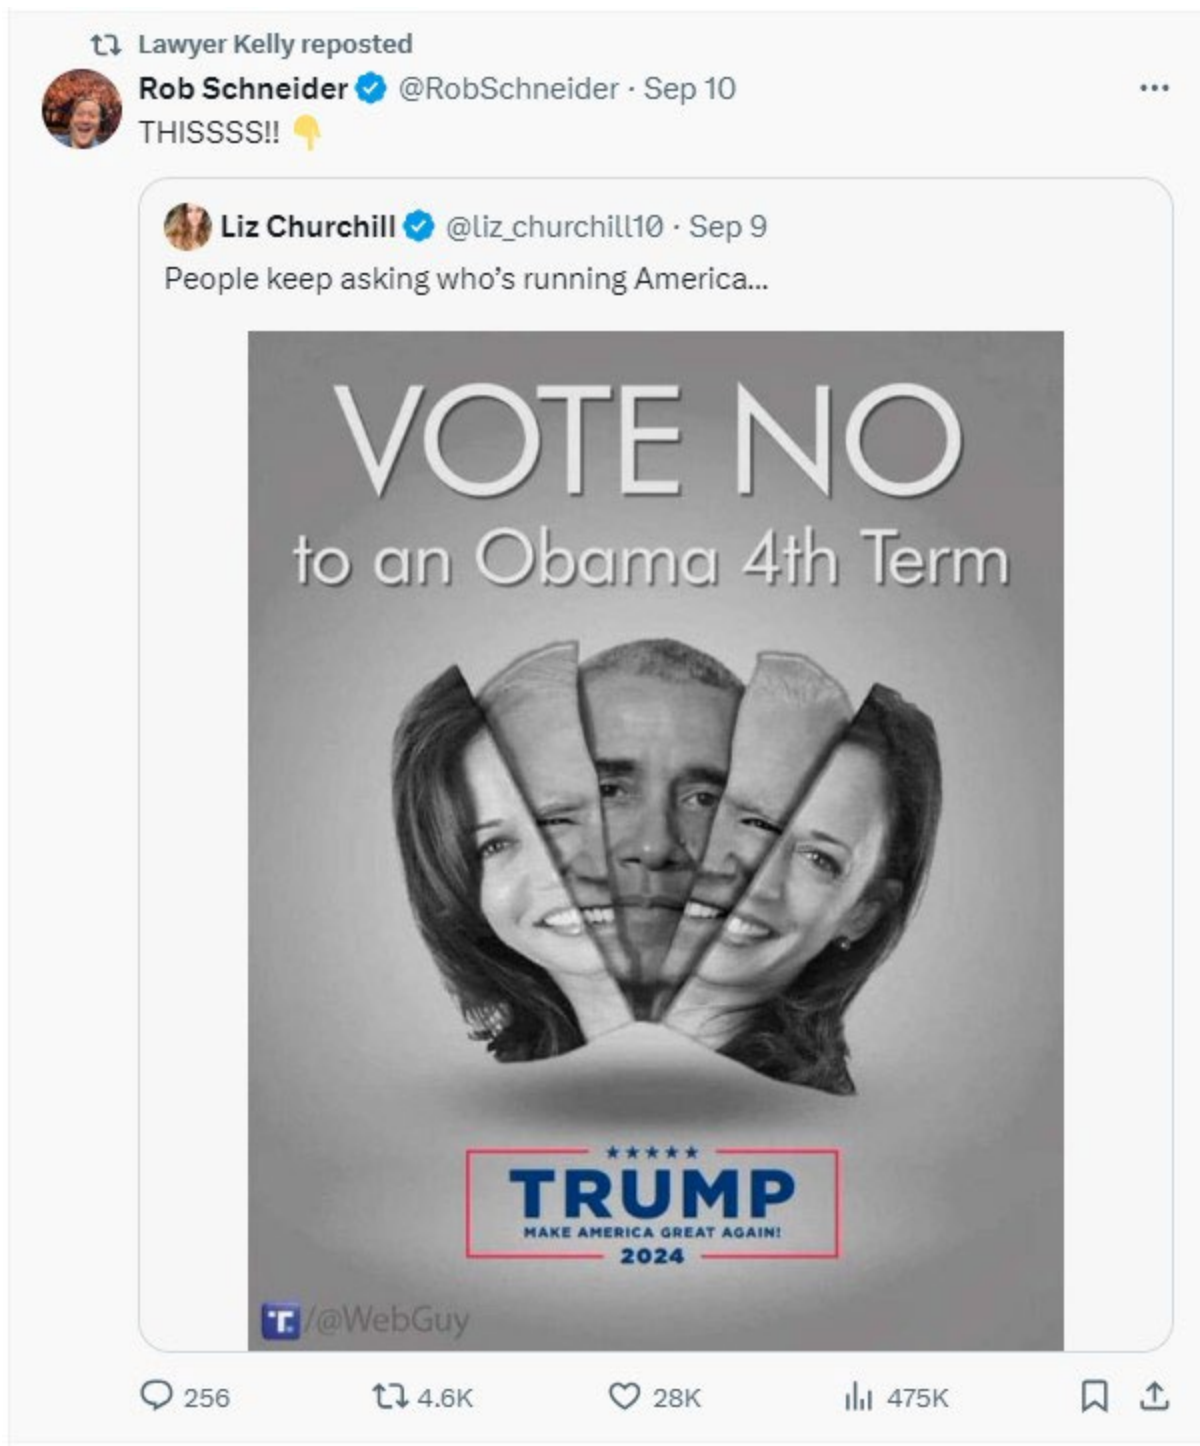 Lawyer Kelly reposted
Rob Schneider @RobSchneider · Sep 10
THISSSS!! 👇
Liz Churchill @liz_churchill10 · Sep 9
People keep asking who’s running America...
VOTE NO
to an Obama 4th Term
TRUMP
MAKE AMERICA GREAT AGAIN!
2024
T./@WebGuy
256 4.6K 28K 475K